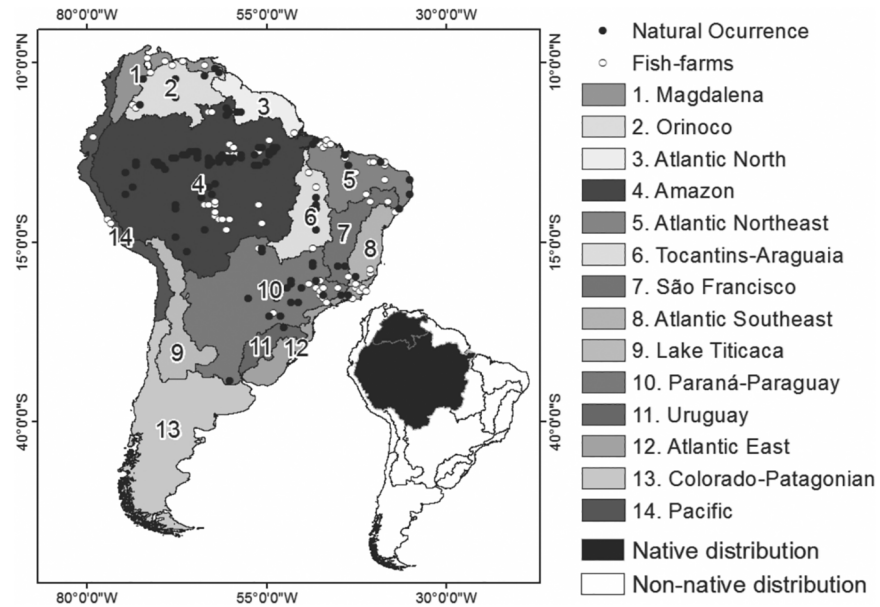 80°0'0"W 55°0'0"W 30°0'0"W
10°0'0"N
15°0'0"S
40°0'0"S
1
2
3
4
5
6
7
8
9
10
11
12
13
14
10°0'0"N
15°0'0"S
40°0'0"S
80°0'0"W 55°0'0"W 30°0'0"W
Natural Ocurrence
Fish-farms
1. Magdalena
2. Orinoco
3. Atlantic North
4. Amazon
5. Atlantic Northeast
6. Tocantins-Araguaia
7. São Francisco
8. Atlantic Southeast
9. Lake Titicaca
10. Paraná-Paraguay
11. Uruguay
12. Atlantic East
13. Colorado-Patagonian
14. Pacific
Native distribution
Non-native distribution